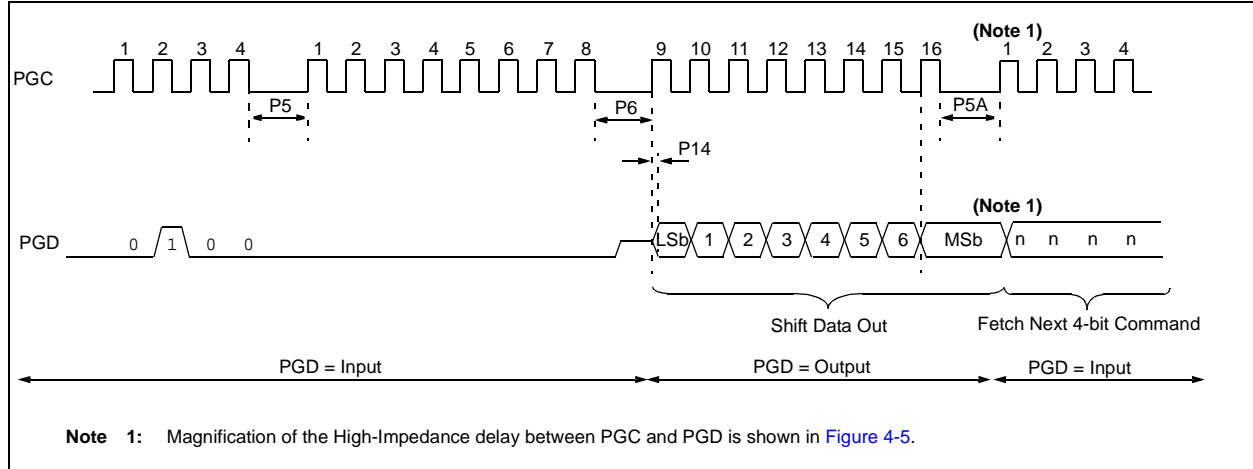 (Note 1)
1 2 3 4 1 2 3 4 5 6 7 8 9 10 11 12 13 14 15 16 1 2 3 4
PGC
P5 P6 P5A
P14
(Note 1)
PGD 0 1 0 0 LSb 1 2 3 4 5 6 MSb n n n n
Shift Data Out Fetch Next 4-bit Command
PGD = Input PGD = Output PGD = Input
Note 1: Magnification of the High-Impedance delay between PGC and PGD is shown in Figure 4-5.